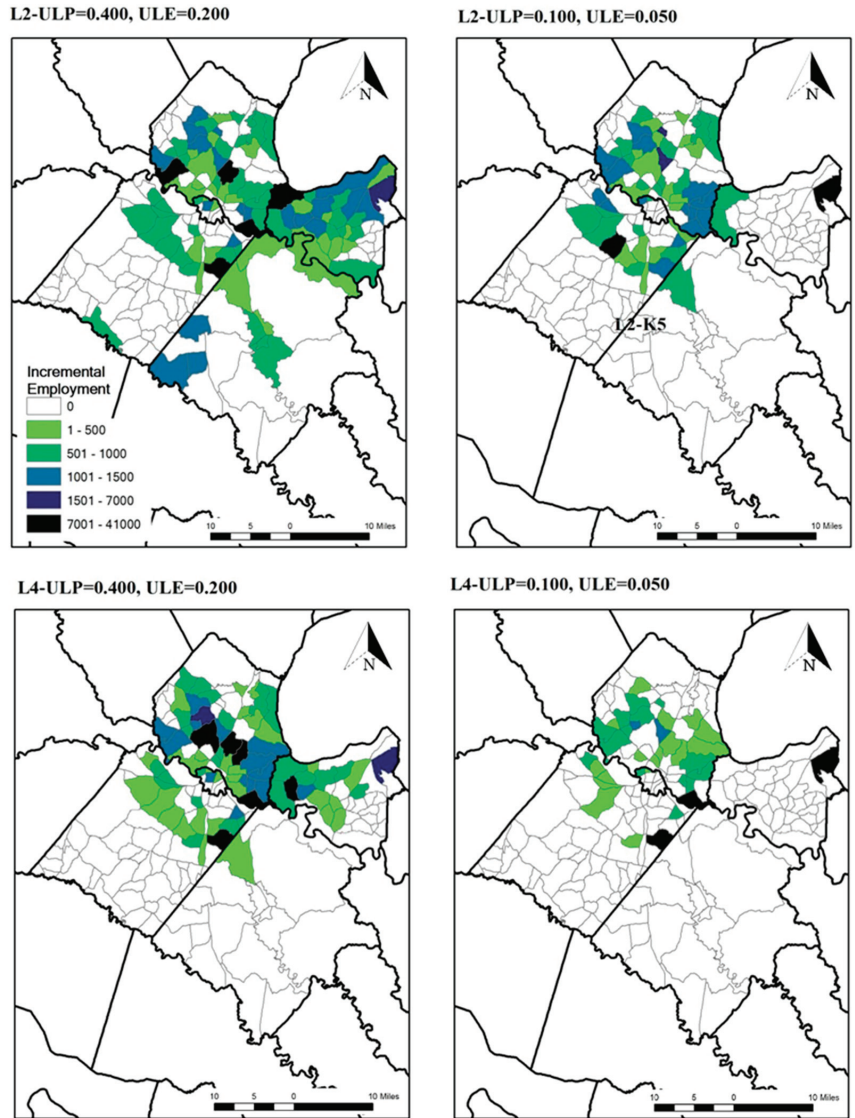 L2-ULP=0.400, ULE=0.200
L2-ULP=0.100, ULE=0.050
N
N
L2-K5
Incremental
Employment
0
1 - 500
501 - 1000
1001 - 1500
1501 - 7000
7001 - 41000
10 5 0 10 Miles
10 5 0 10 Miles
L4-ULP=0.400, ULE=0.200
L4-ULP=0.100, ULE=0.050
N
N
10 5 0 10 Miles
10 5 0 10 Miles